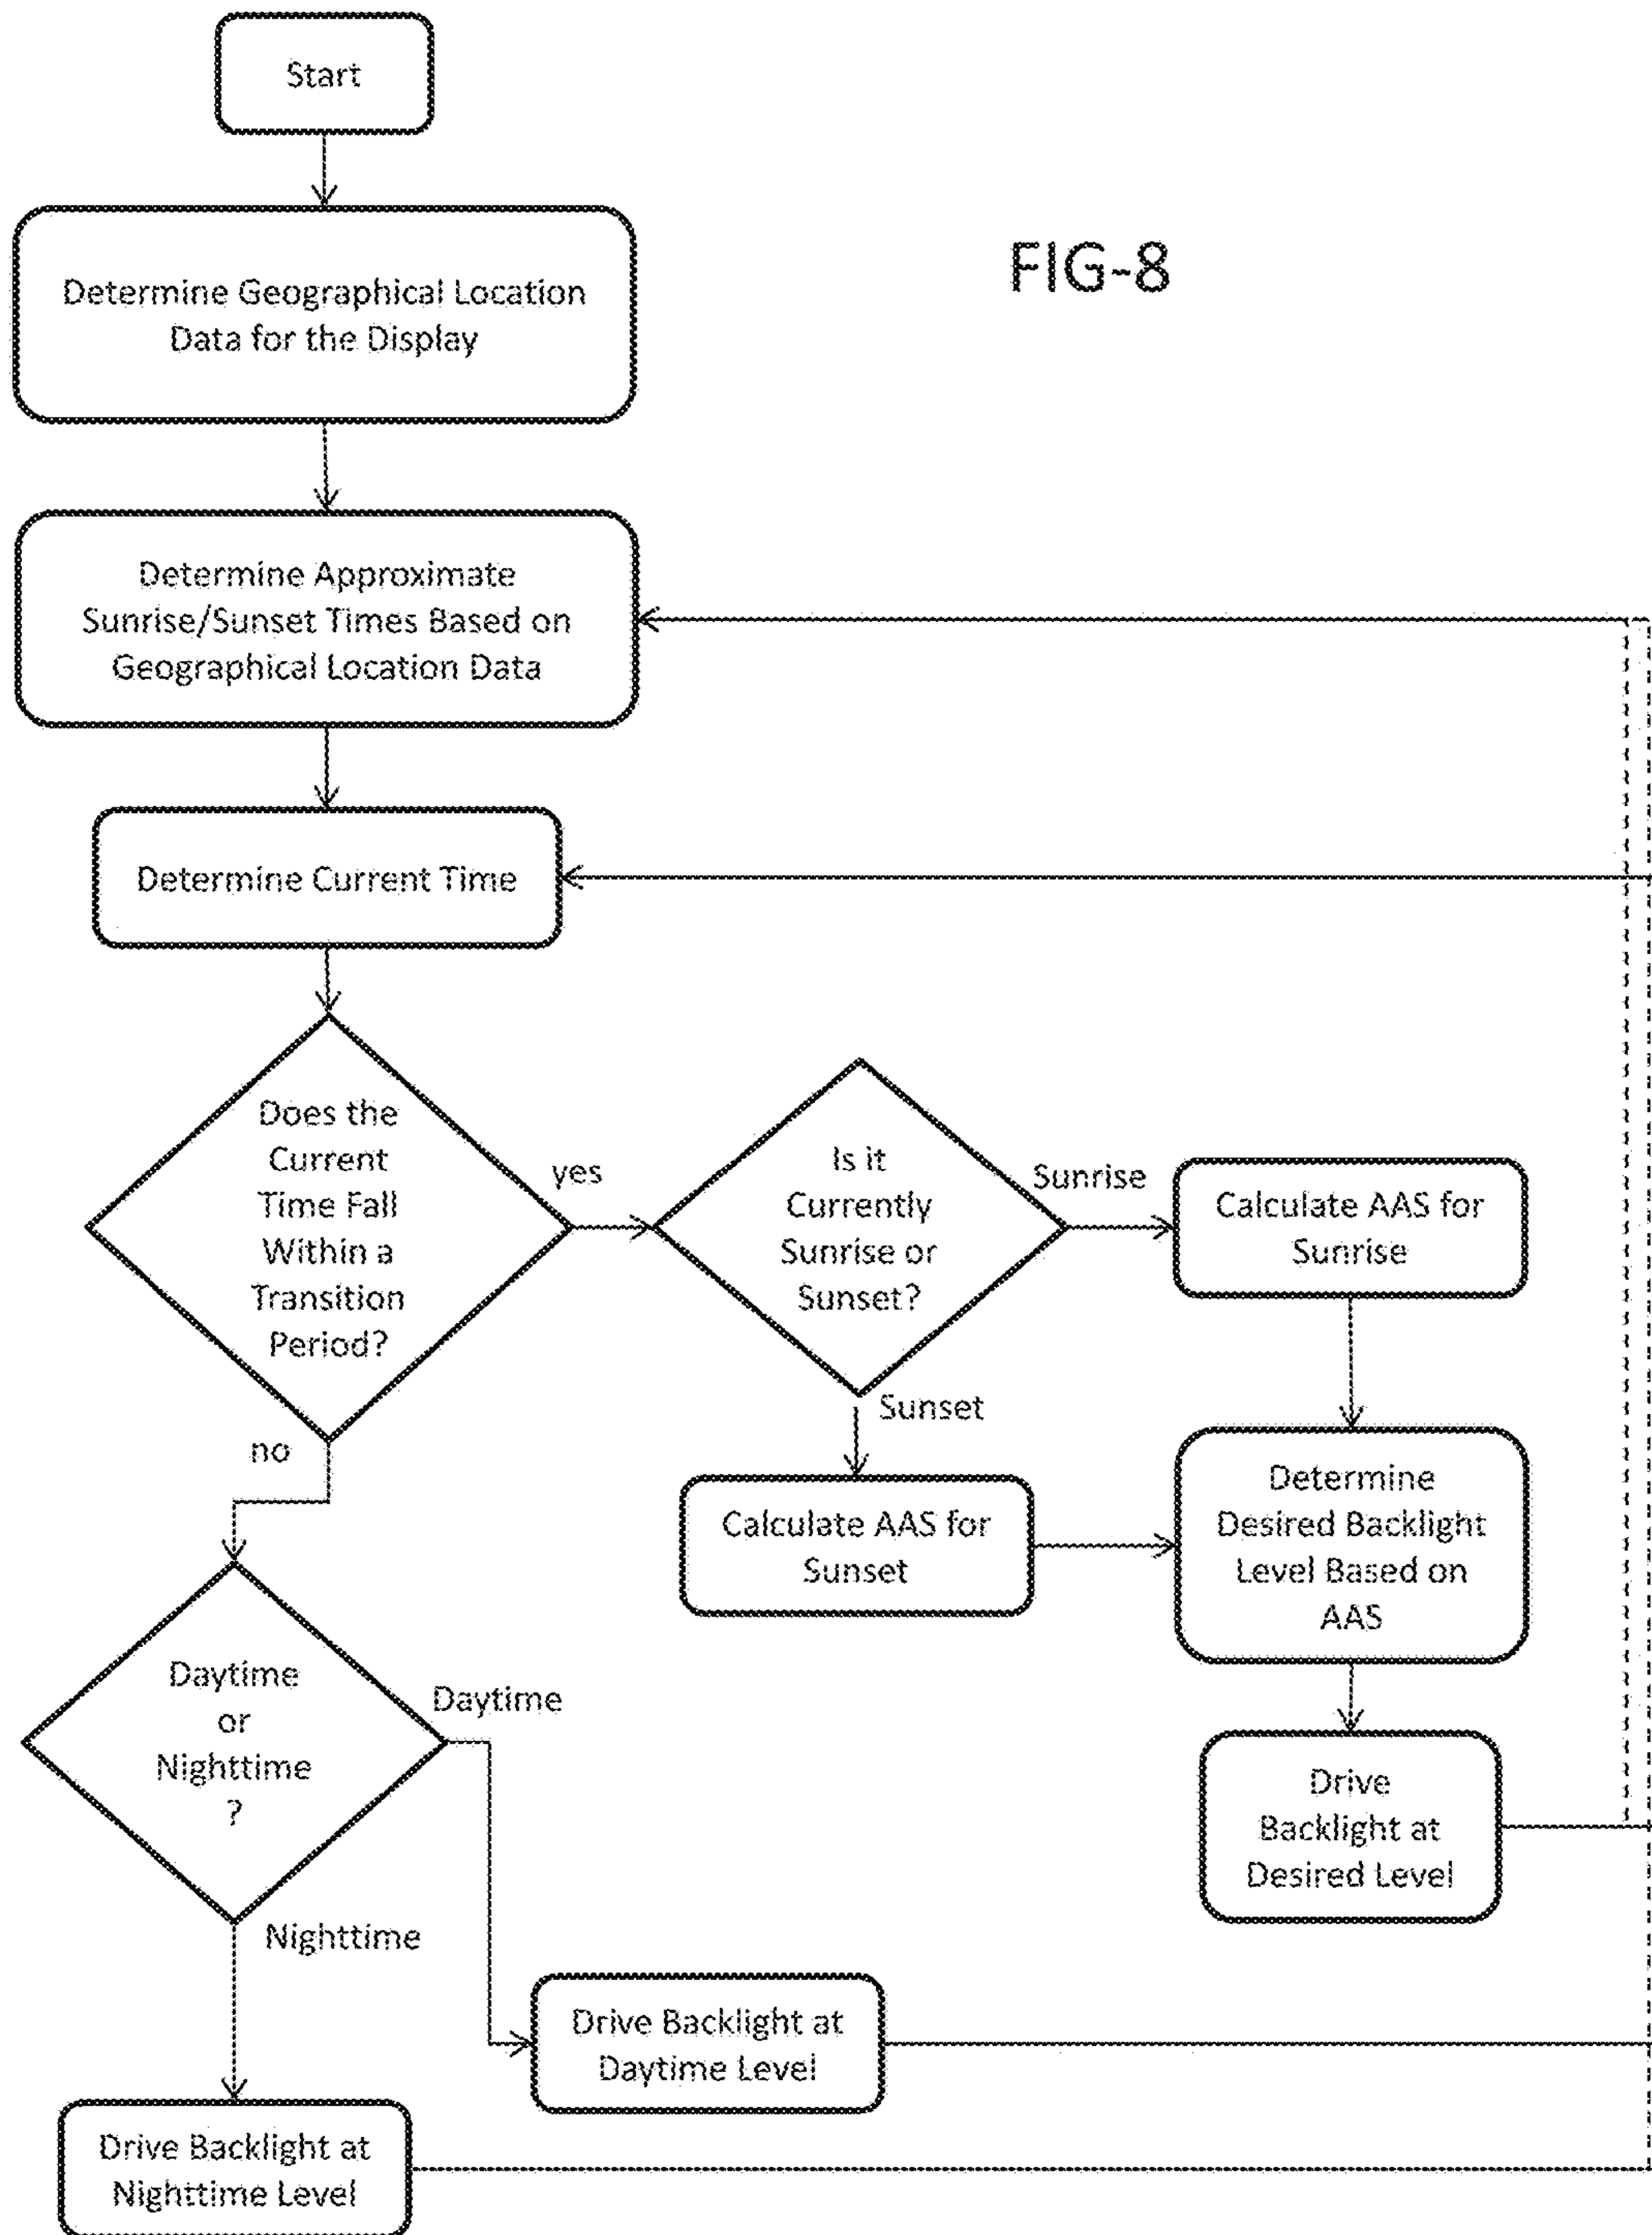 Start
FIG-8
Determine Geographical Location
Data for the Display
Determine Approximate
Sunrise/Sunset Times Based on
Geographical Location Data
Determine Current Time
Does the
Current
Time Fall
Within a
Transition
Period?
yes
no
Is it
Currently
Sunrise or
Sunset?
Sunrise
Sunset
Calculate AAS for
Sunrise
Calculate AAS for
Sunset
Determine
Desired Backlight
Level Based on
AAS
Drive
Backlight at
Desired Level
Daytime
or
Nighttime
?
Daytime
Nighttime
Drive Backlight at
Daytime Level
Drive Backlight at
Nighttime Level